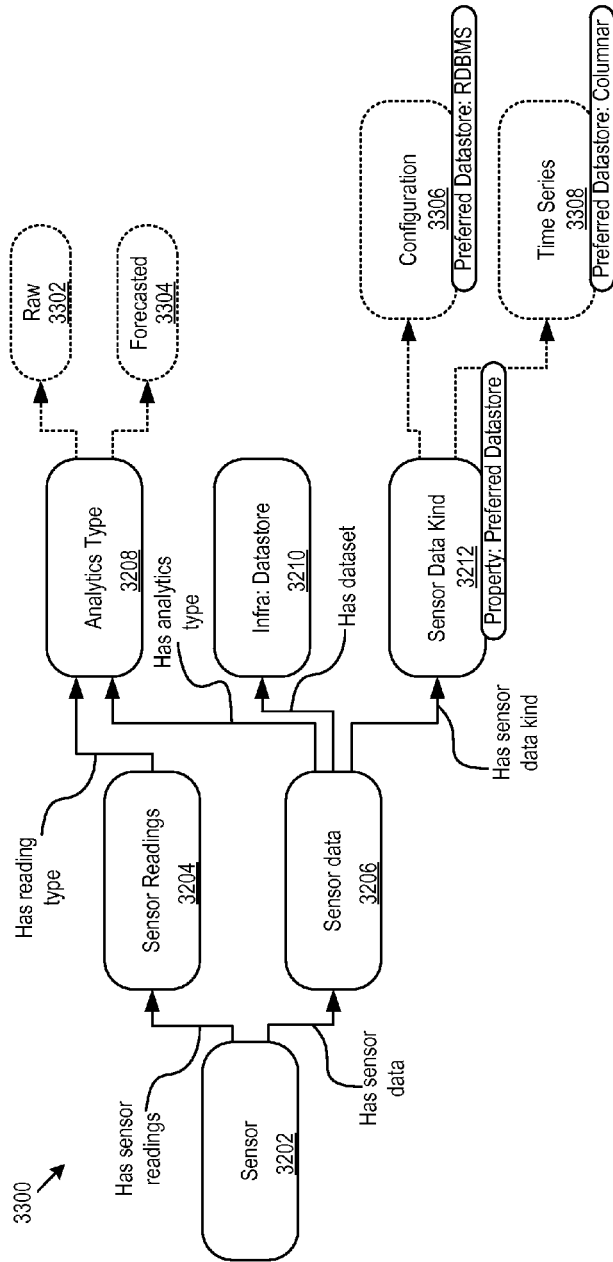 3300
Sensor
3202
Has sensor
readings
Has sensor
data
Sensor Readings
3204
Sensor data
3206
Has reading
type
Has analytics
type
Has dataset
Has sensor
data kind
Analytics Type
3208
Infra: Datastore
3210
Sensor Data Kind
3212
Property: Preferred Datastore
Raw
3302
Forecasted
3304
Configuration
3306
Preferred Datastore: RDBMS
Time Series
3308
Preferred Datastore: Columnar